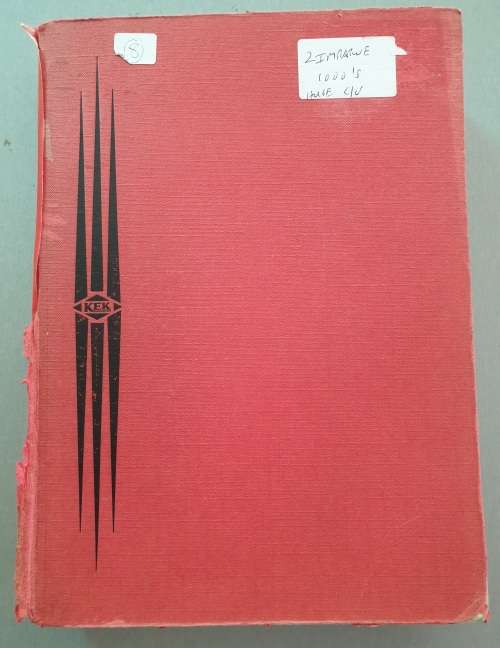 8
ZIMBABWE
1000's
HUGE C/V
KEK